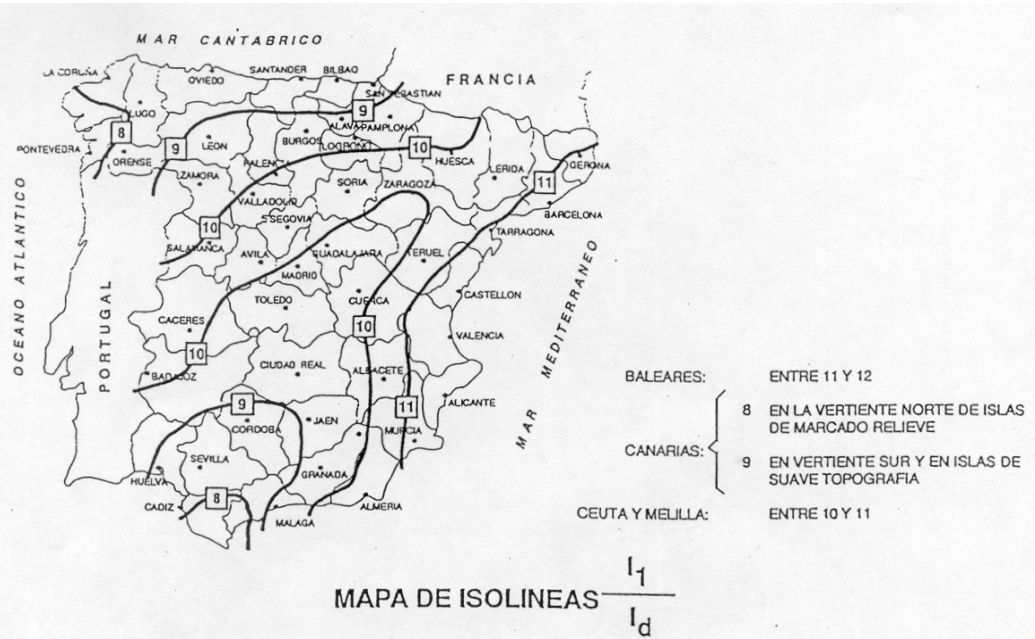 MAR CANTABRICO
FRANCIA
OCEANO ATLANTICO
PORTUGAL
MAR MEDITERRANEO
LA CORUÑA
OVIEDO
SANTANDER
BILBAO
SAN SEBASTIAN
LUGO
8
9
9
ALAVA
PAMPLONA
PONTEVEDRA
ORENSE
LEON
BURGOS
LOGROÑO
10
HUESCA
LERIDA
GERONA
PALENCIA
ZAMORA
SORIA
ZARAGOZA
11
BARCELONA
VALLADOLID
SEGOVIA
10
SALAMANCA
TARRAGONA
AVILA
GUADALAJARA
TERUEL
MADRID
TOLEDO
CUENCA
CASTELLON
CACERES
10
VALENCIA
10
BADAJOZ
CIUDAD REAL
ALBACETE
9
11
ALICANTE
CORDOBA
JAEN
MURCIA
SEVILLA
HUELVA
GRANADA
8
CADIZ
ALMERIA
MALAGA
BALEARES: ENTRE 11 Y 12
CANARIAS:
8 EN LA VERTIENTE NORTE DE ISLAS
DE MARCADO RELIEVE
9 EN VERTIENTE SUR Y EN ISLAS DE
SUAVE TOPOGRAFIA
CEUTA Y MELILLA: ENTRE 10 Y 11
MAPA DE ISOLINEAS
I1
Id